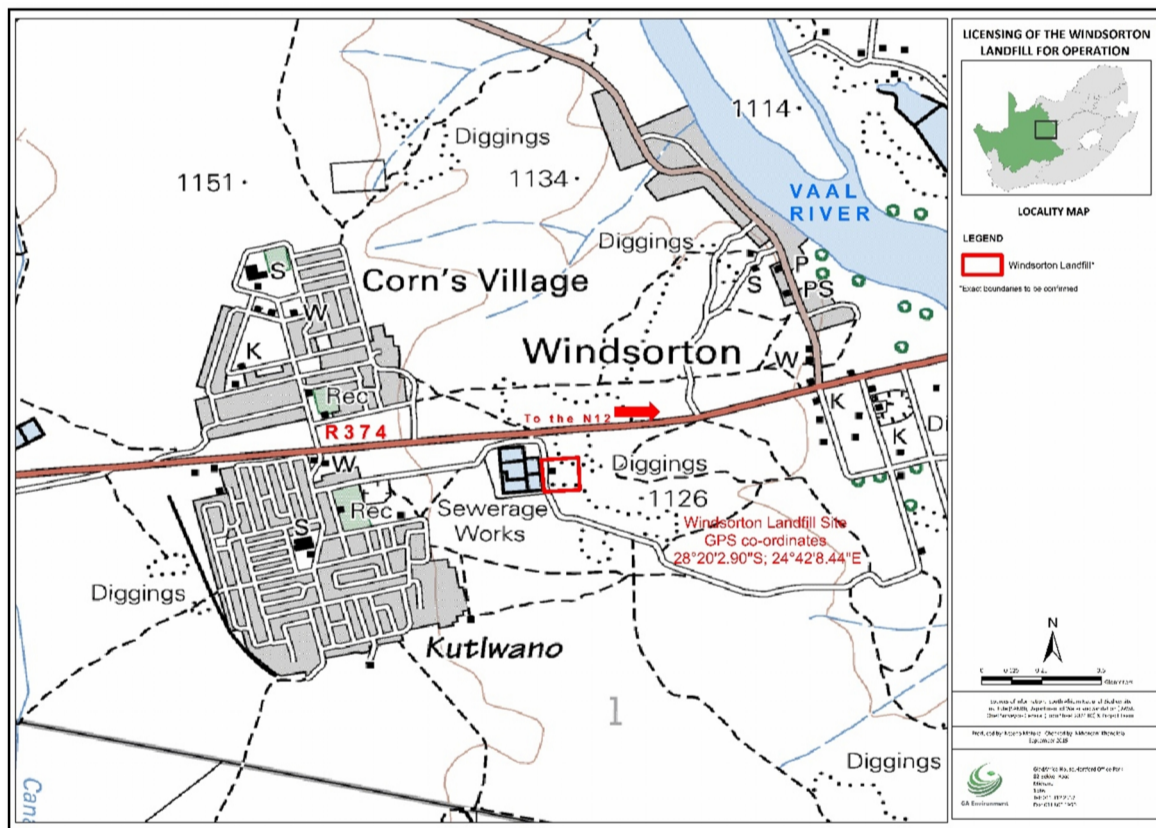 LICENSING OF THE WINDSORTON
LANDFILL FOR OPERATION
LOCALITY MAP
LEGEND
Windsorton Landfill*
*Exact boundaries to be confirmed
N
0
GA Environment
1114
Diggings
1151
1134
VAAL
RIVER
Diggings
S
P
S
PS
Corn's Village
W
Windsorton
W
K
Rec
To the N12
K
R374
K
Di
W
Diggings
Rec
1126
Sewerage
Works
Windsorton Landfill Site
GPS co-ordinates
28°20'2.90"S; 24°42'8.44"E
S
Diggings
Kutlwano
1
Diggings
Cana